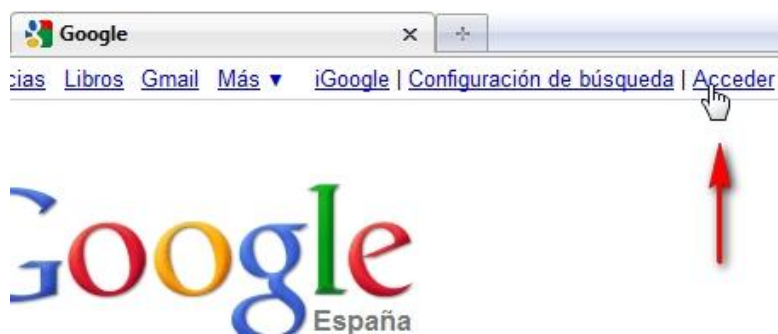 Google
cias Libros Gmail Más ▼ iGoogle | Configuración de búsqueda | Acceder
Google
España